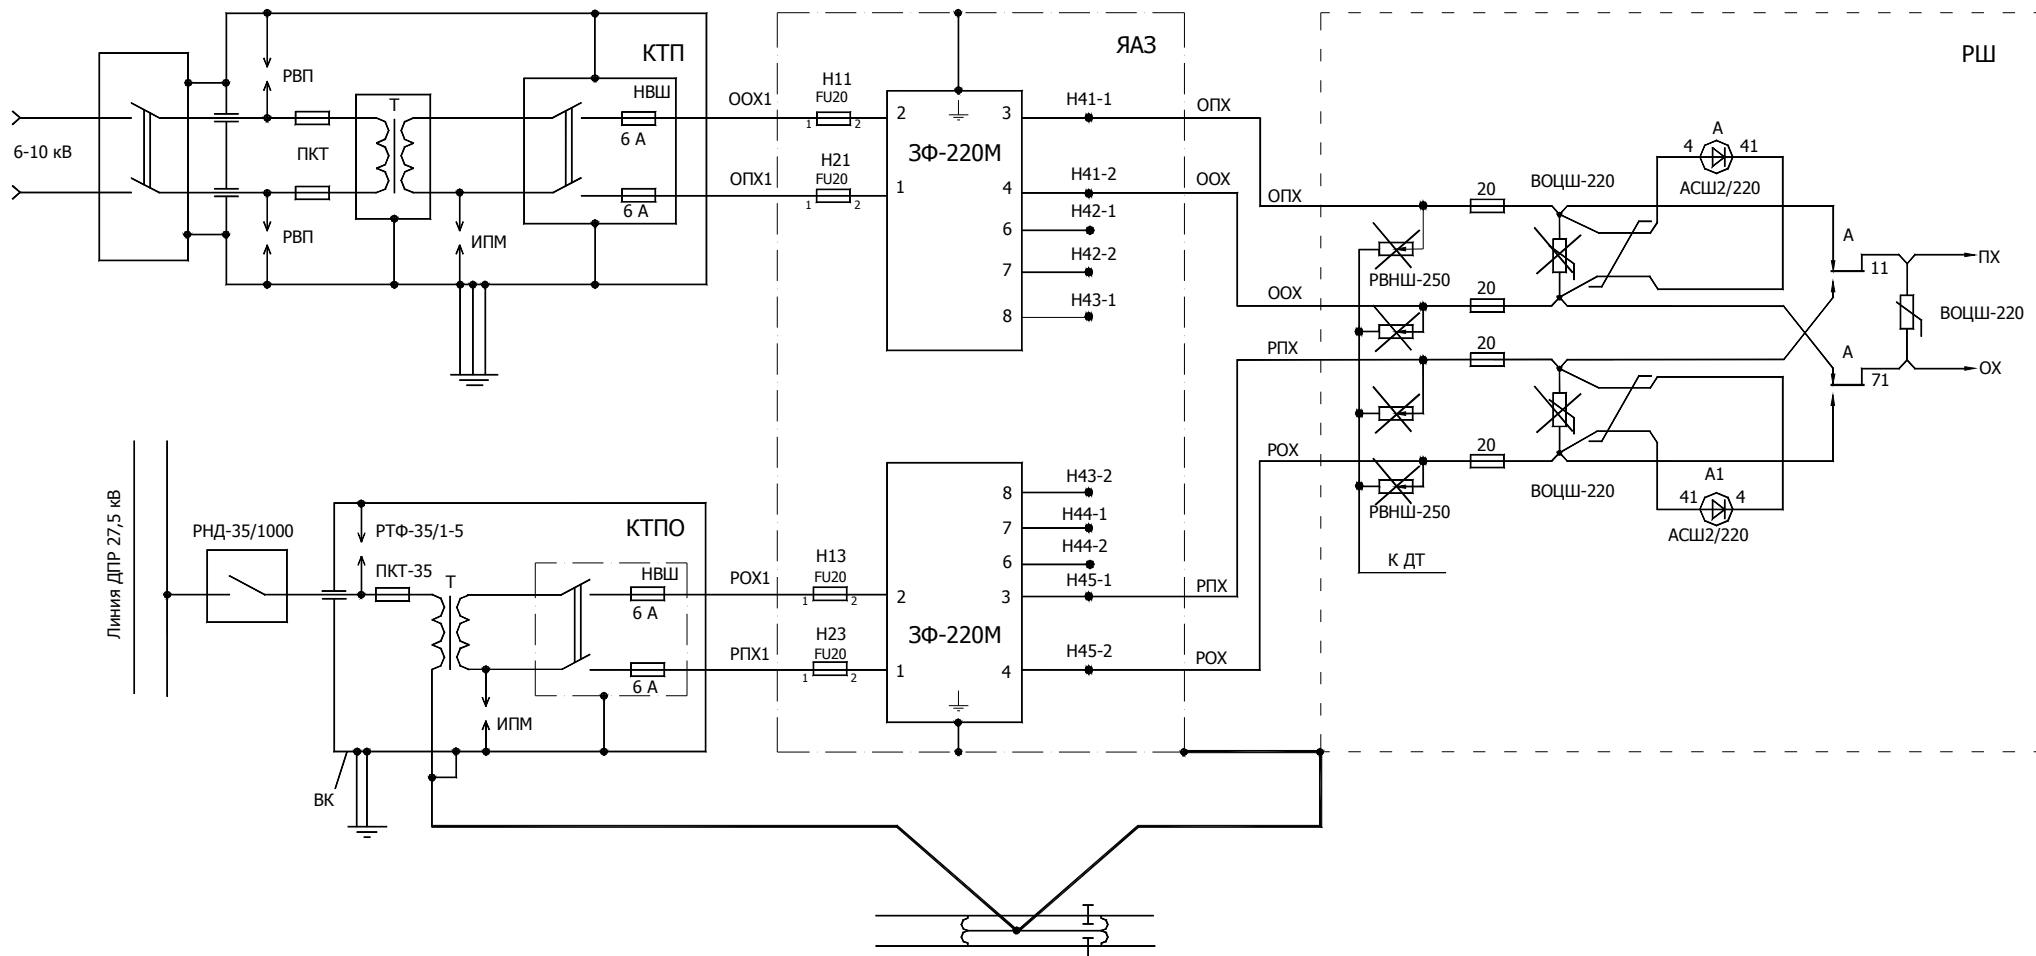 КТП
РВП
Т
ПКТ
6-10 кВ
РВП
ИПМ
НВШ
6 А
6 А
ООХ1
ОПХ1
ЯАЗ
Н11
FU20
1 2
Н21
FU20
1 2
2
1
ЗФ-220М
3
4
6
7
8
Н41-1
Н41-2
Н42-1
Н42-2
Н43-1
ОПХ
ООХ
РШ
ОПХ
РВНШ-250
ООХ
РПХ
РОХ
РВНШ-250
К ДТ
20
20
20
20
ВОЦШ-220
А
4 41
АСШ2/220
А
11
ПХ
ВОЦШ-220
А
71
ОХ
ВОЦШ-220
А1
41 4
АСШ2/220
Линия ДПР 27,5 кВ
РНД-35/1000
РТФ-35/1-5
КТПО
ПКТ-35
Т
НВШ
6 А
6 А
ИПМ
ВК
РОХ1
РПХ1
Н13
FU20
1 2
Н23
FU20
1 2
2
1
ЗФ-220М
8
7
6
3
4
Н43-2
Н44-1
Н44-2
Н45-1
Н45-2
РПХ
РОХ